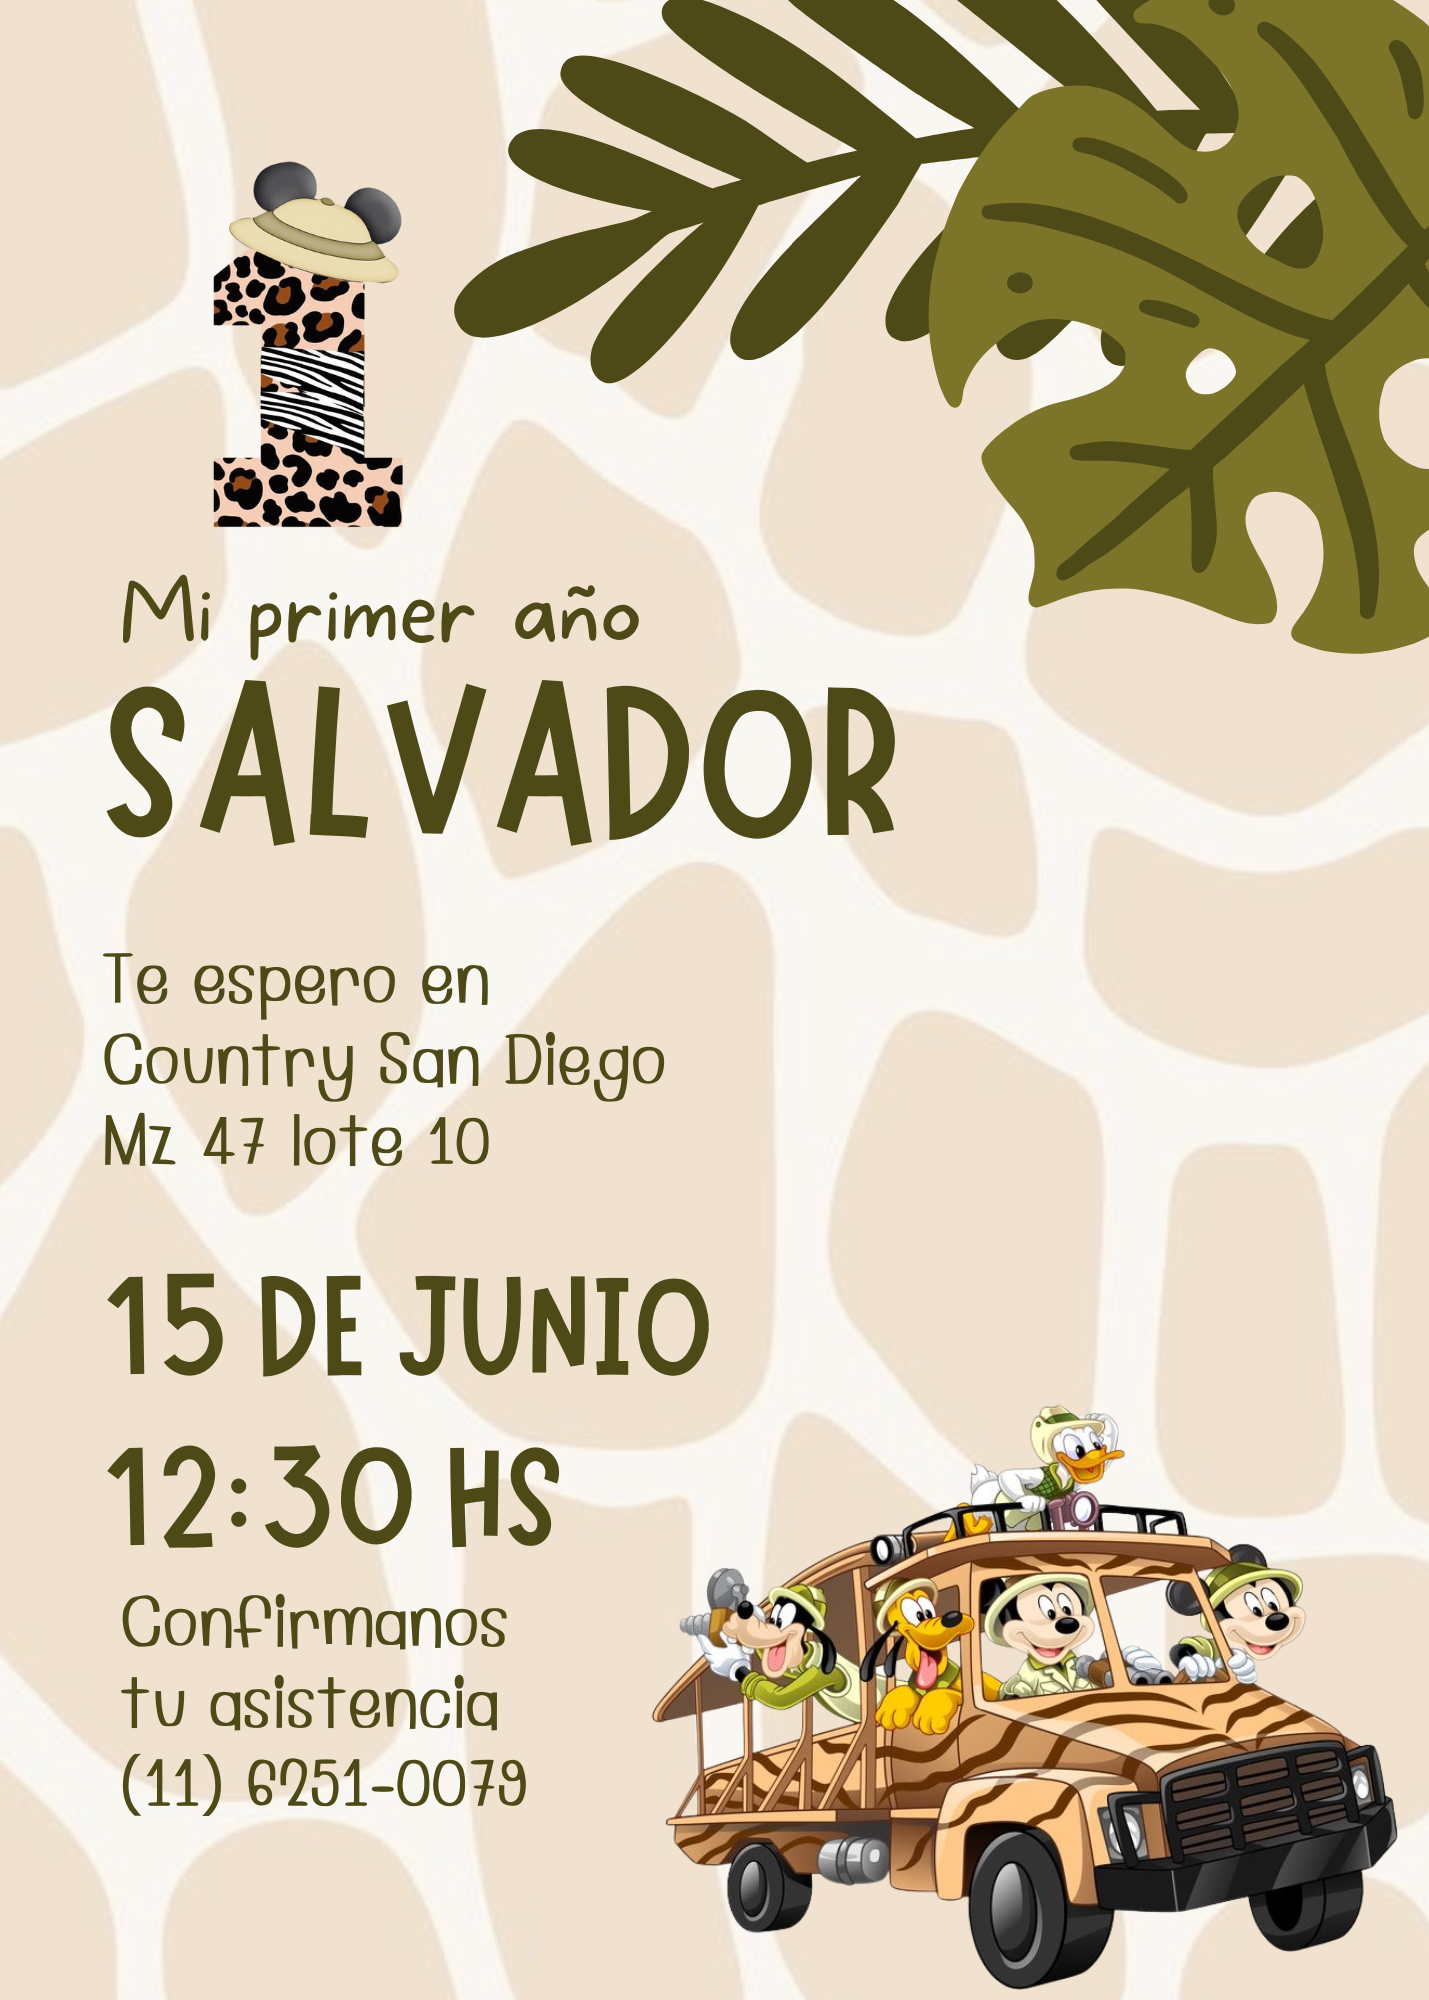 1
Mi primer año
SALVADOR
Te espero en
Country San Diego
Mz 47 lote 10
15 DE JUNIO
12:30 HS
Confirmanos
tu asistencia
(11) 6251-0079